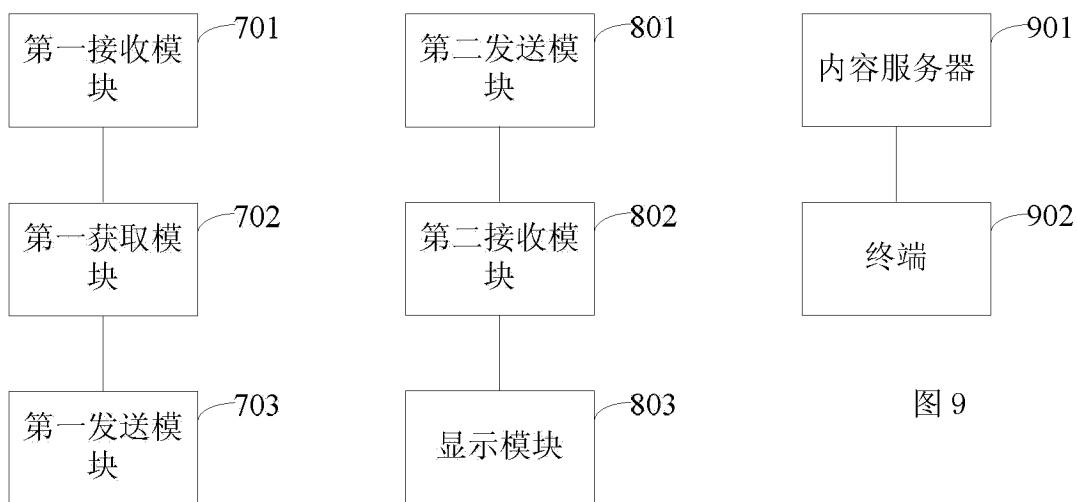 第一接收模
块
701
第一获取模
块
702
第一发送模
块
703
第二发送模
块
801
第二接收模
块
802
显示模块
803
内容服务器
901
终端
902
图 9